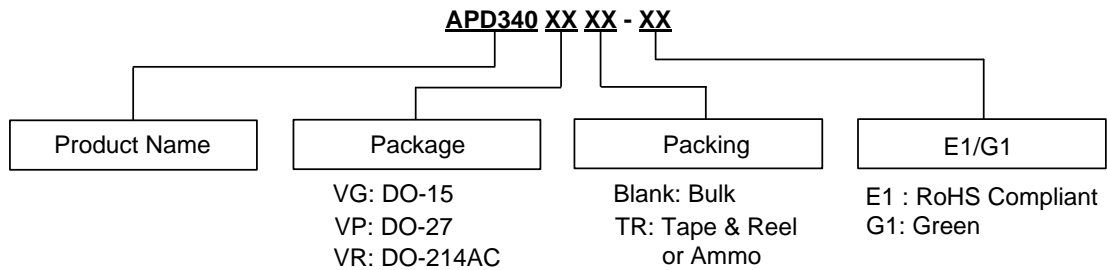 APD340 XX XX - XX
Product Name
Package
Packing
E1/G1
VG: DO-15
VP: DO-27
VR: DO-214AC
Blank: Bulk
TR: Tape & Reel
or Ammo
E1 : RoHS Compliant
G1: Green